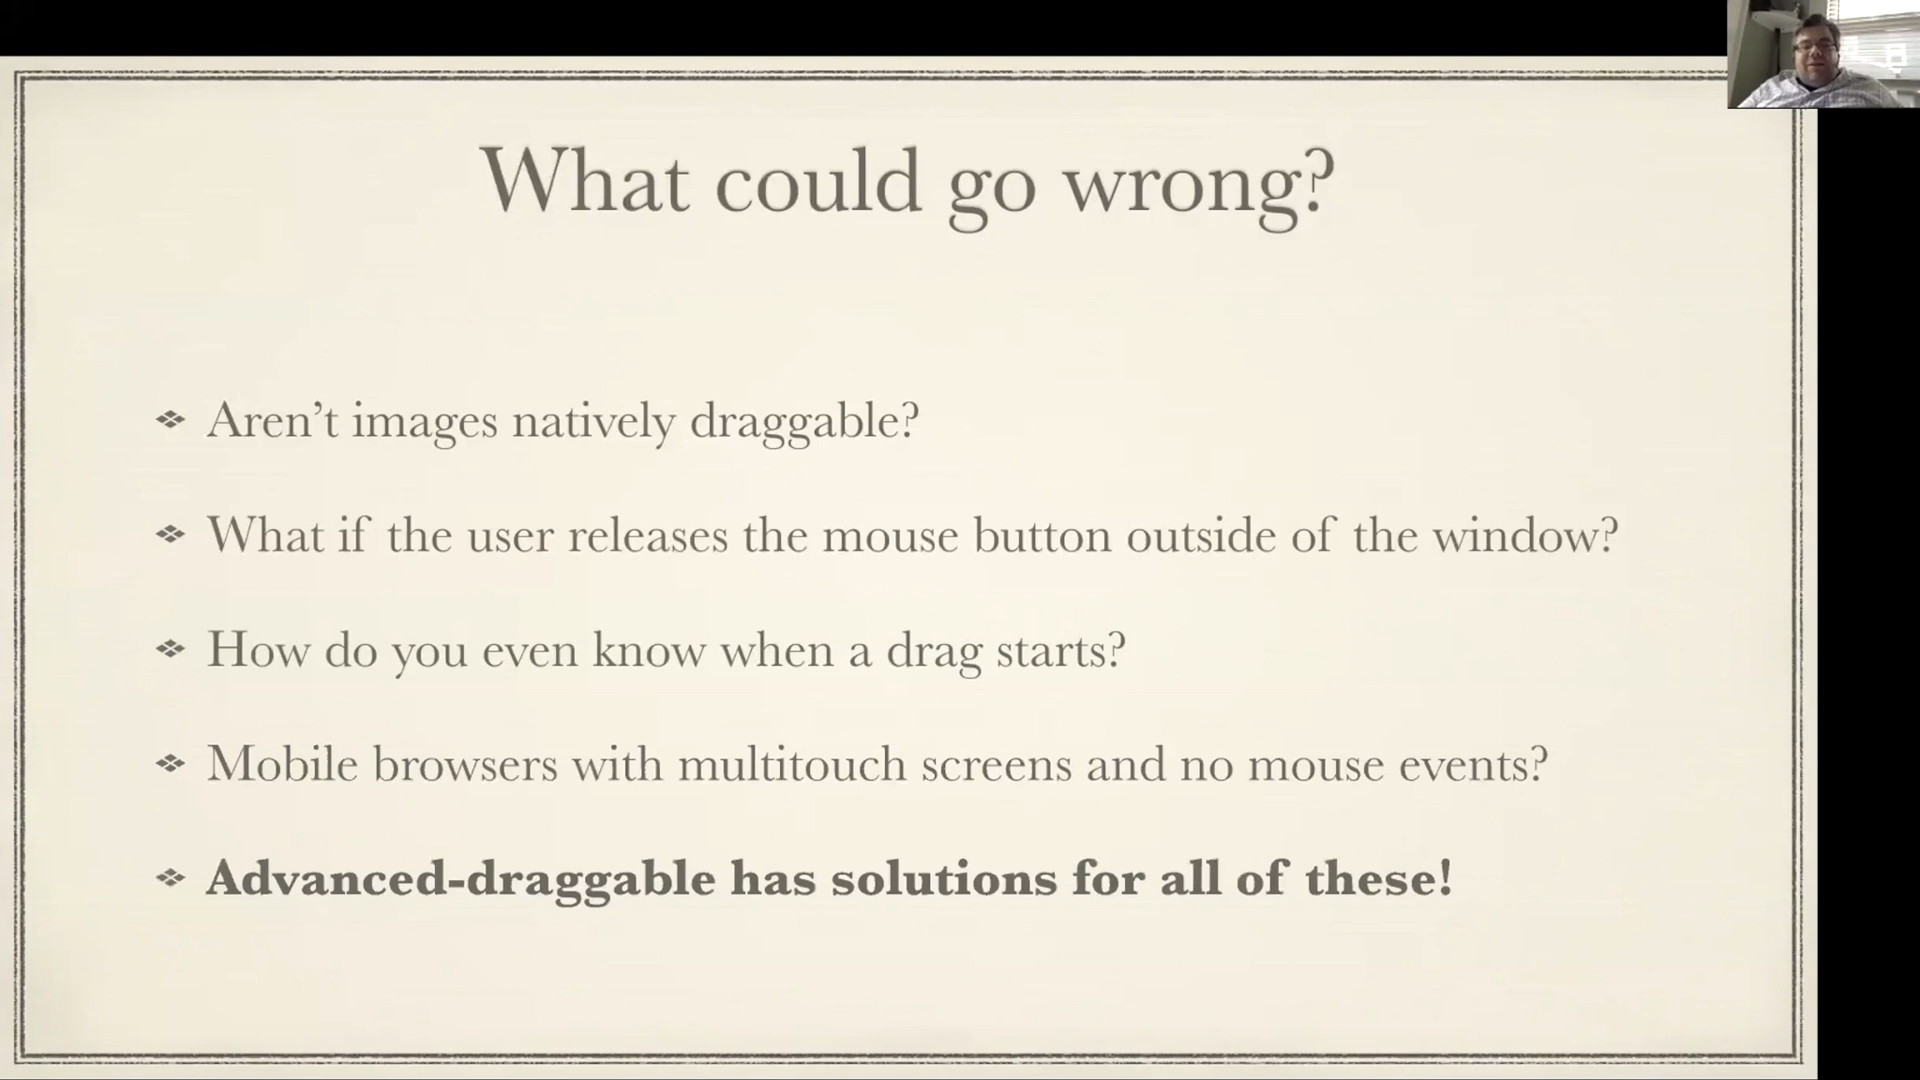 What could go wrong?
Aren’t images natively draggable?
What if the user releases the mouse button outside of the window?
How do you even know when a drag starts?
Mobile browsers with multitouch screens and no mouse events?
Advanced-draggable has solutions for all of these!